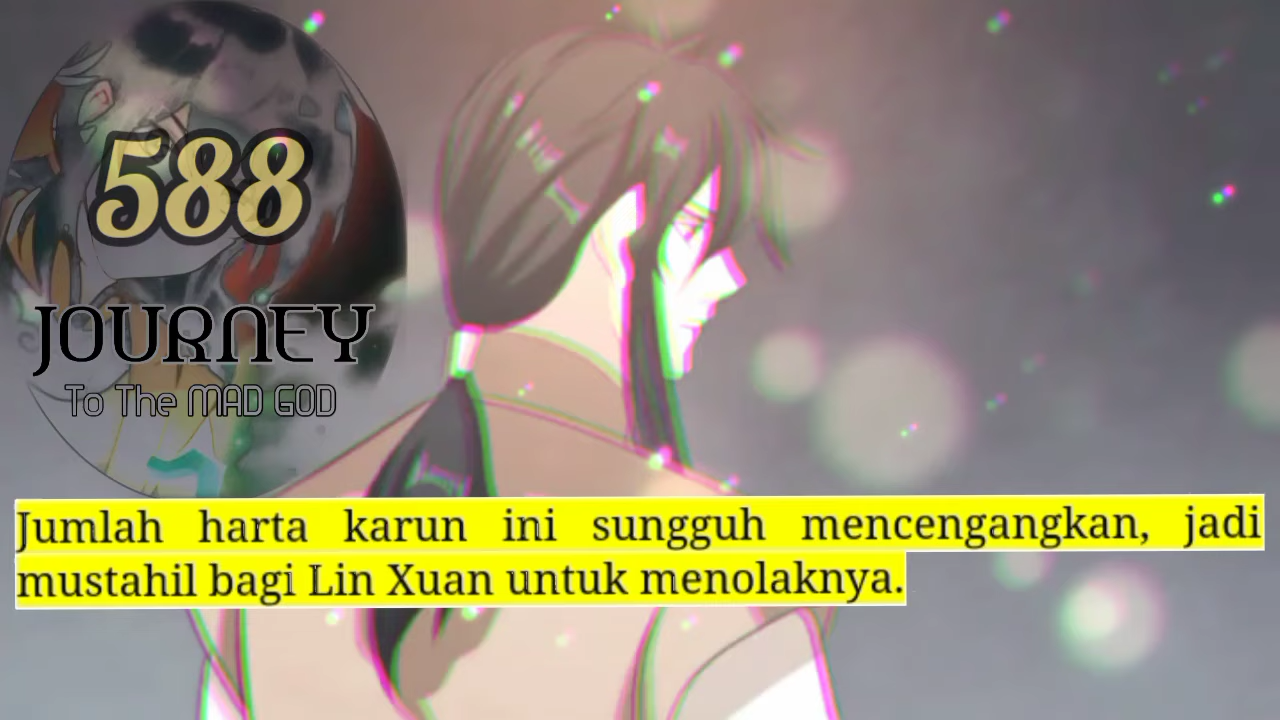 588
JOURNEY
To The MAD GOD
Jumlah harta karun ini sungguh mencengangkan, jadi
mustahil bagi Lin Xuan untuk menolaknya.